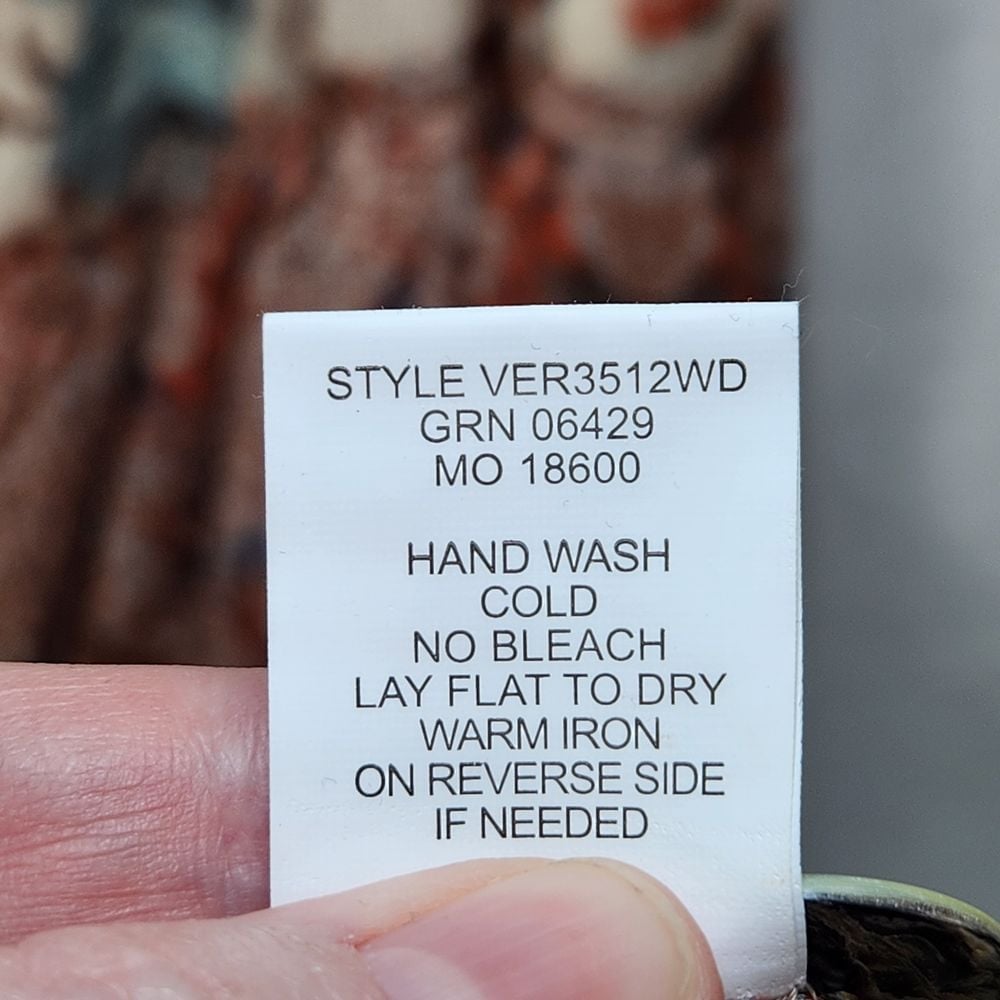 STYLE VER3512WD
GRN 06429
MO 18600
HAND WASH
COLD
NO BLEACH
LAY FLAT TO DRY
WARM IRON
ON REVERSE SIDE
IF NEEDED